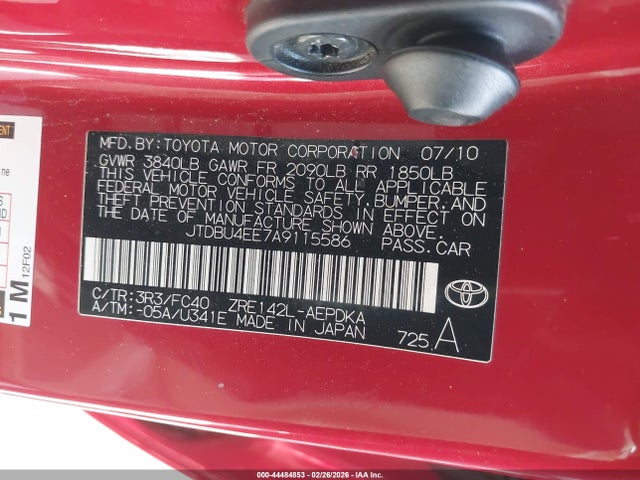 MFD.BY:TOYOTA MOTOR CORPORATION 07/10
GVWR 3840LB GAWR FR 2090LB RR 1850LB
THIS VEHICLE CONFORMS TO ALL APPLICABLE
FEDERAL MOTOR VEHICLE SAFETY, BUMPER, AND
THEFT PREVENTION STANDARDS IN EFFECT ON
THE DATE OF MANUFACTURE SHOWN ABOVE.
JTDBU4EE7A9115586 PASS.CAR
C/TR:3R3/FC40 ZRE142L-AEPDKA
A/TM:-05A/U341E MADE IN JAPAN
TOYOTA
725 A
1 M 12F02
000-44484853 - 02/26/2026 - IAA, Inc.